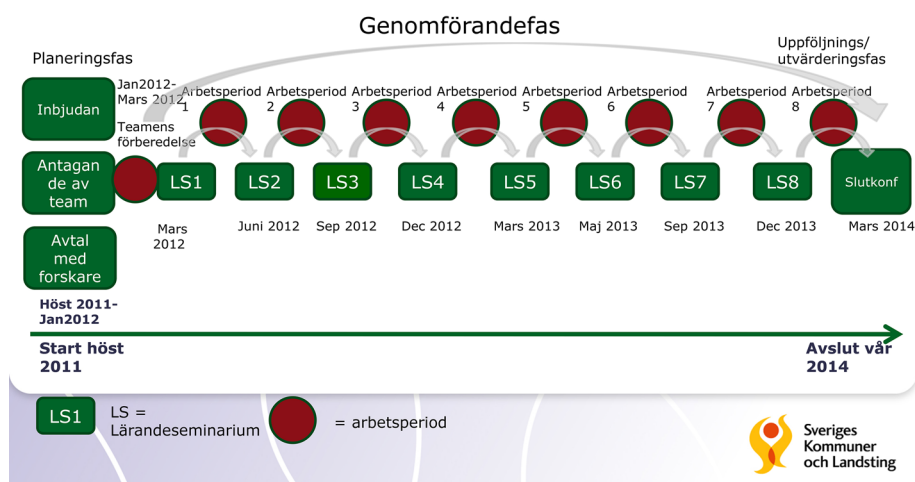 Genomförandefas
Planeringsfas
Uppföljnings/
utvärderingsfas
Inbjudan
Jan2012-
Mars 2012
Teamens
förberedelse
Arbetsperiod
1
Arbetsperiod
2
Arbetsperiod
3
Arbetsperiod
4
Arbetsperiod
5
Arbetsperiod
6
Arbetsperiod
7
Arbetsperiod
8
Antagan
de av
team
LS1
LS2
LS3
LS4
LS5
LS6
LS7
LS8
Slutkonf
Mars
2012
Juni 2012
Sep 2012
Dec 2012
Mars 2013
Maj 2013
Sep 2013
Dec 2013
Mars 2014
Avtal
med
forskare
Höst 2011-
Jan2012
Start höst
2011
Avslut vår
2014
LS1
LS =
Lärandeseminarium
= arbetsperiod
Sveriges
Kommuner
och Landsting